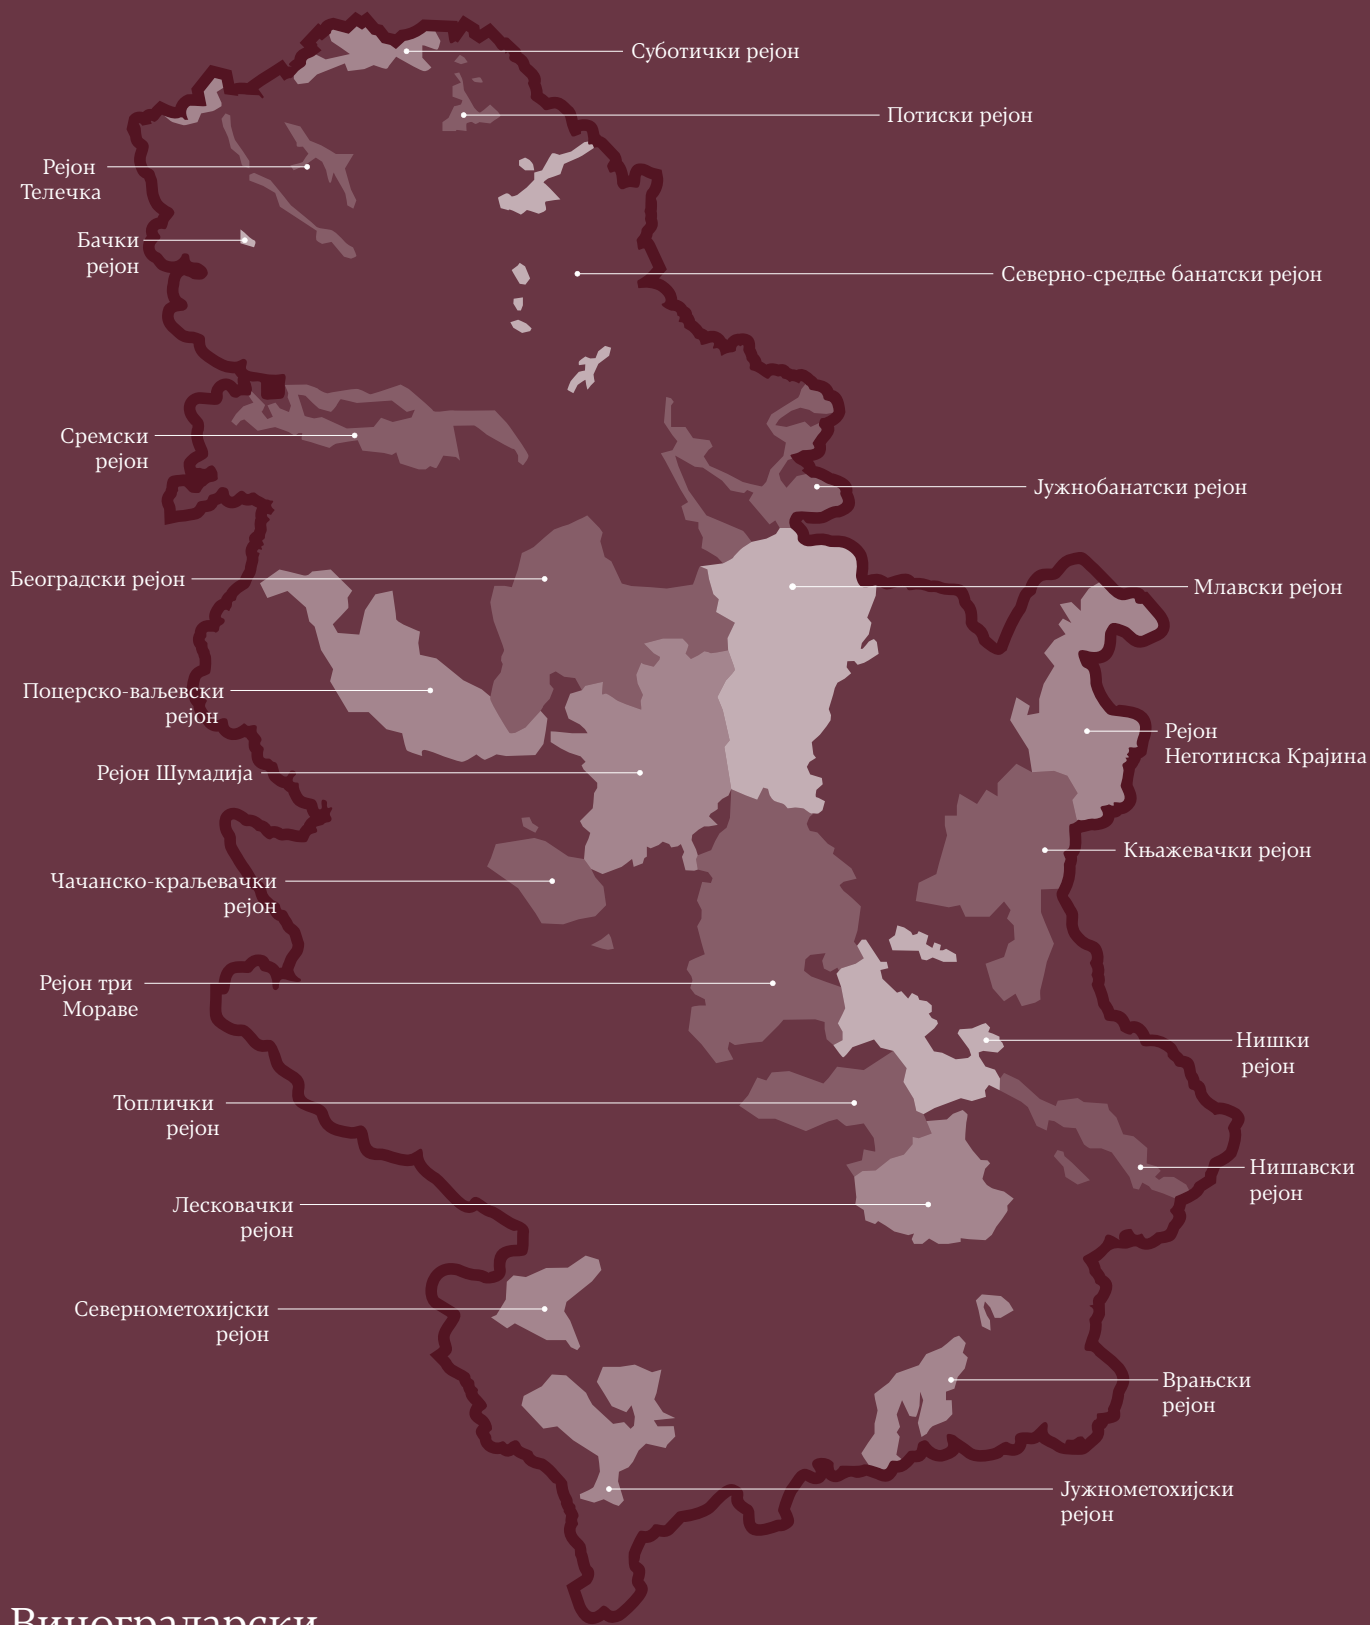 Суботички рејон
Потиски рејон
Рејон
Телечка
Бачки
рејон
Северно-средње банатски рејон
Сремски
рејон
Јужнобанатски рејон
Београдски рејон
Млавски рејон
Поцерско-ваљевски
рејон
Рејон
Неготинска Крајина
Рејон Шумадија
Књажевачки рејон
Чачанско-краљевачки
рејон
Рејон три
Мораве
Нишки
рејон
Топлички
рејон
Нишавски
рејон
Лесковачки
рејон
Севернометохијски
рејон
Врањски
рејон
Јужнометохијски
рејон
Виноградарски